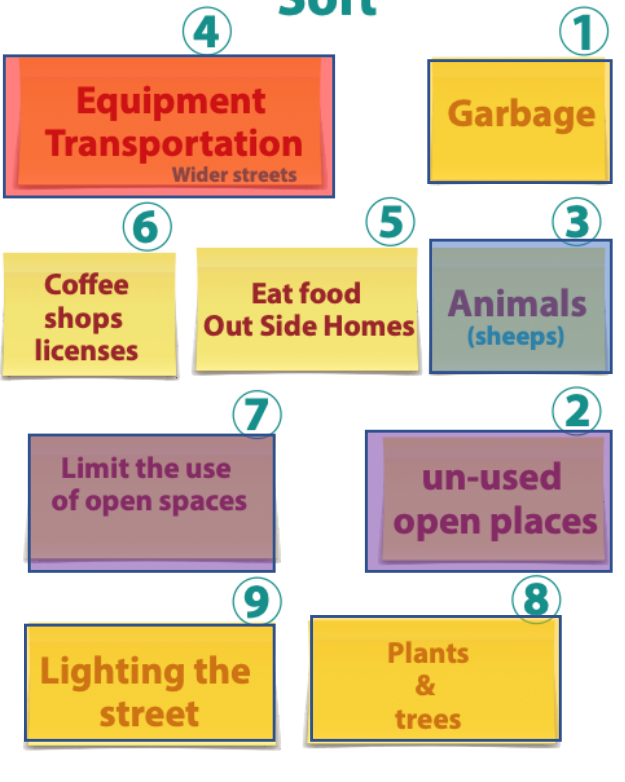 Sort
4
Equipment
Transportation
Wider streets
1
Garbage
6
Coffee
shops
licenses
5
Eat food
Out Side Homes
3
Animals
(sheeps)
7
Limit the use
of open spaces
2
un-used
open places
9
Lighting the
street
8
Plants
&
trees